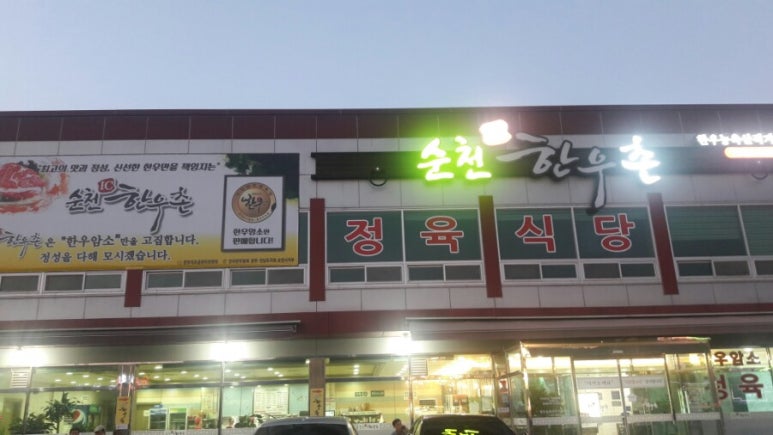 최고의 맛과 정성, 신선한 한우만을 책임지는
순천 한우촌
한우촌은 "한우암소"만을 고집합니다.
정성을 다해 모시겠습니다.
한우
한우암소만
판매합니다!
순천 한우촌
정육식당
우암소
정육